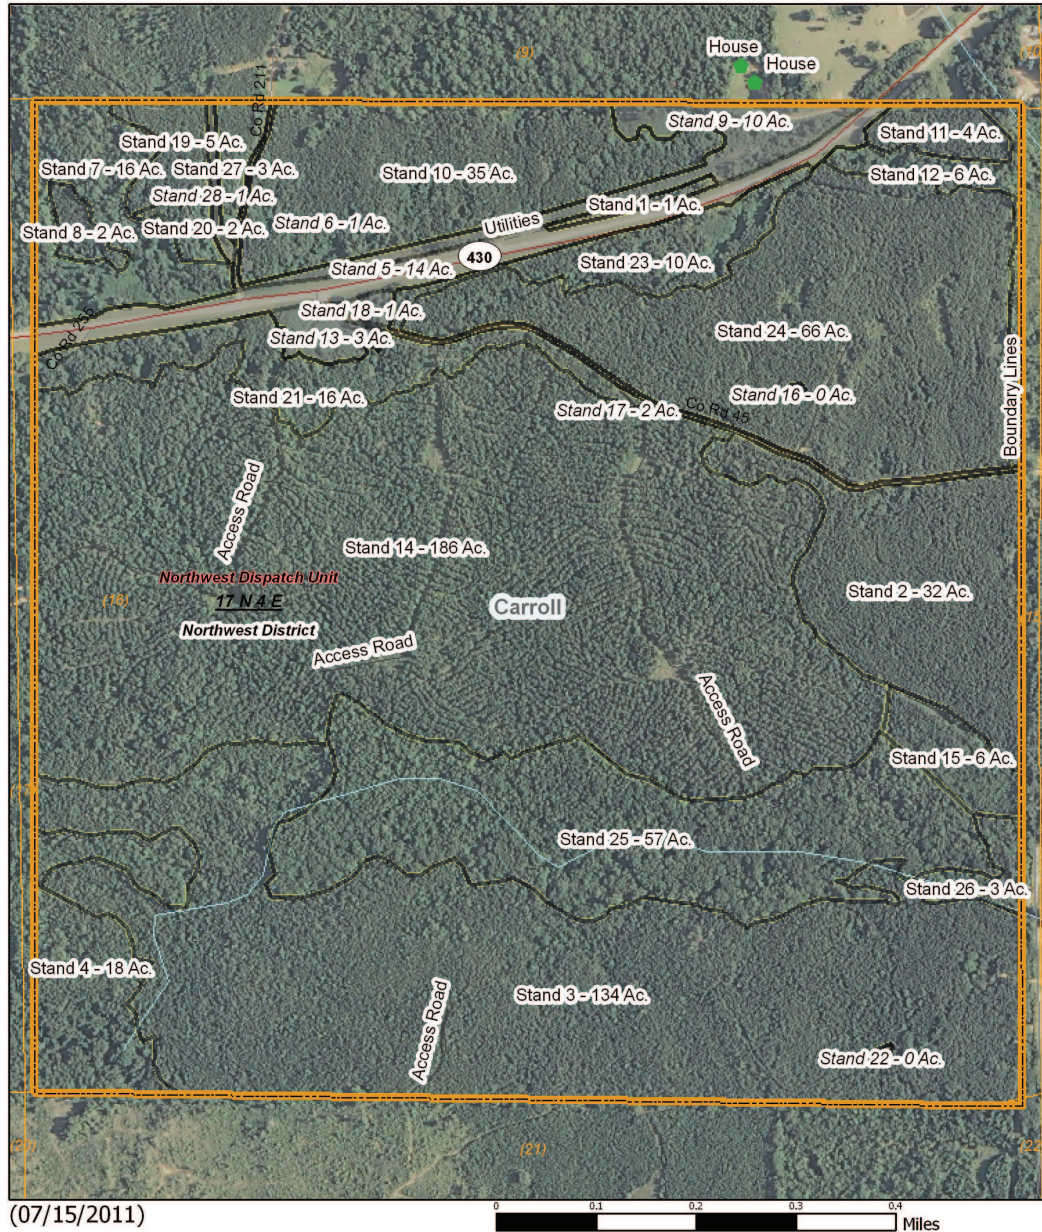 (9)
(10)
House
House
Co Rd 211
Stand 9 - 10 Ac.
Stand 11 - 4 Ac.
Stand 19 - 5 Ac.
Stand 7 - 16 Ac.
Stand 27 - 3 Ac.
Stand 10 - 35 Ac.
Stand 12 - 6 Ac.
Stand 28 - 1 Ac.
Stand 1 - 1 Ac.
Stand 8 - 2 Ac.
Stand 20 - 2 Ac.
Stand 6 - 1 Ac.
Utilities
430
Stand 5 - 14 Ac.
Stand 23 - 10 Ac.
Stand 18 - 1 Ac.
Stand 13 - 3 Ac.
Stand 24 - 66 Ac.
Boundary Lines
Stand 21 - 16 Ac.
Stand 16 - 0 Ac.
Stand 17 - 2 Ac.
Co Rd 45
Access Road
Stand 14 - 186 Ac.
Northwest Dispatch Unit
(16)
17 N 4 E
Carroll
Stand 2 - 32 Ac.
Northwest District
Access Road
Access Road
Stand 15 - 6 Ac.
Stand 25 - 57 Ac.
Stand 26 - 3 Ac.
Stand 4 - 18 Ac.
Stand 3 - 134 Ac.
Access Road
Stand 22 - 0 Ac.
(21)
(22
(07/15/2011)
0 0.1 0.2 0.3 0.4
Miles